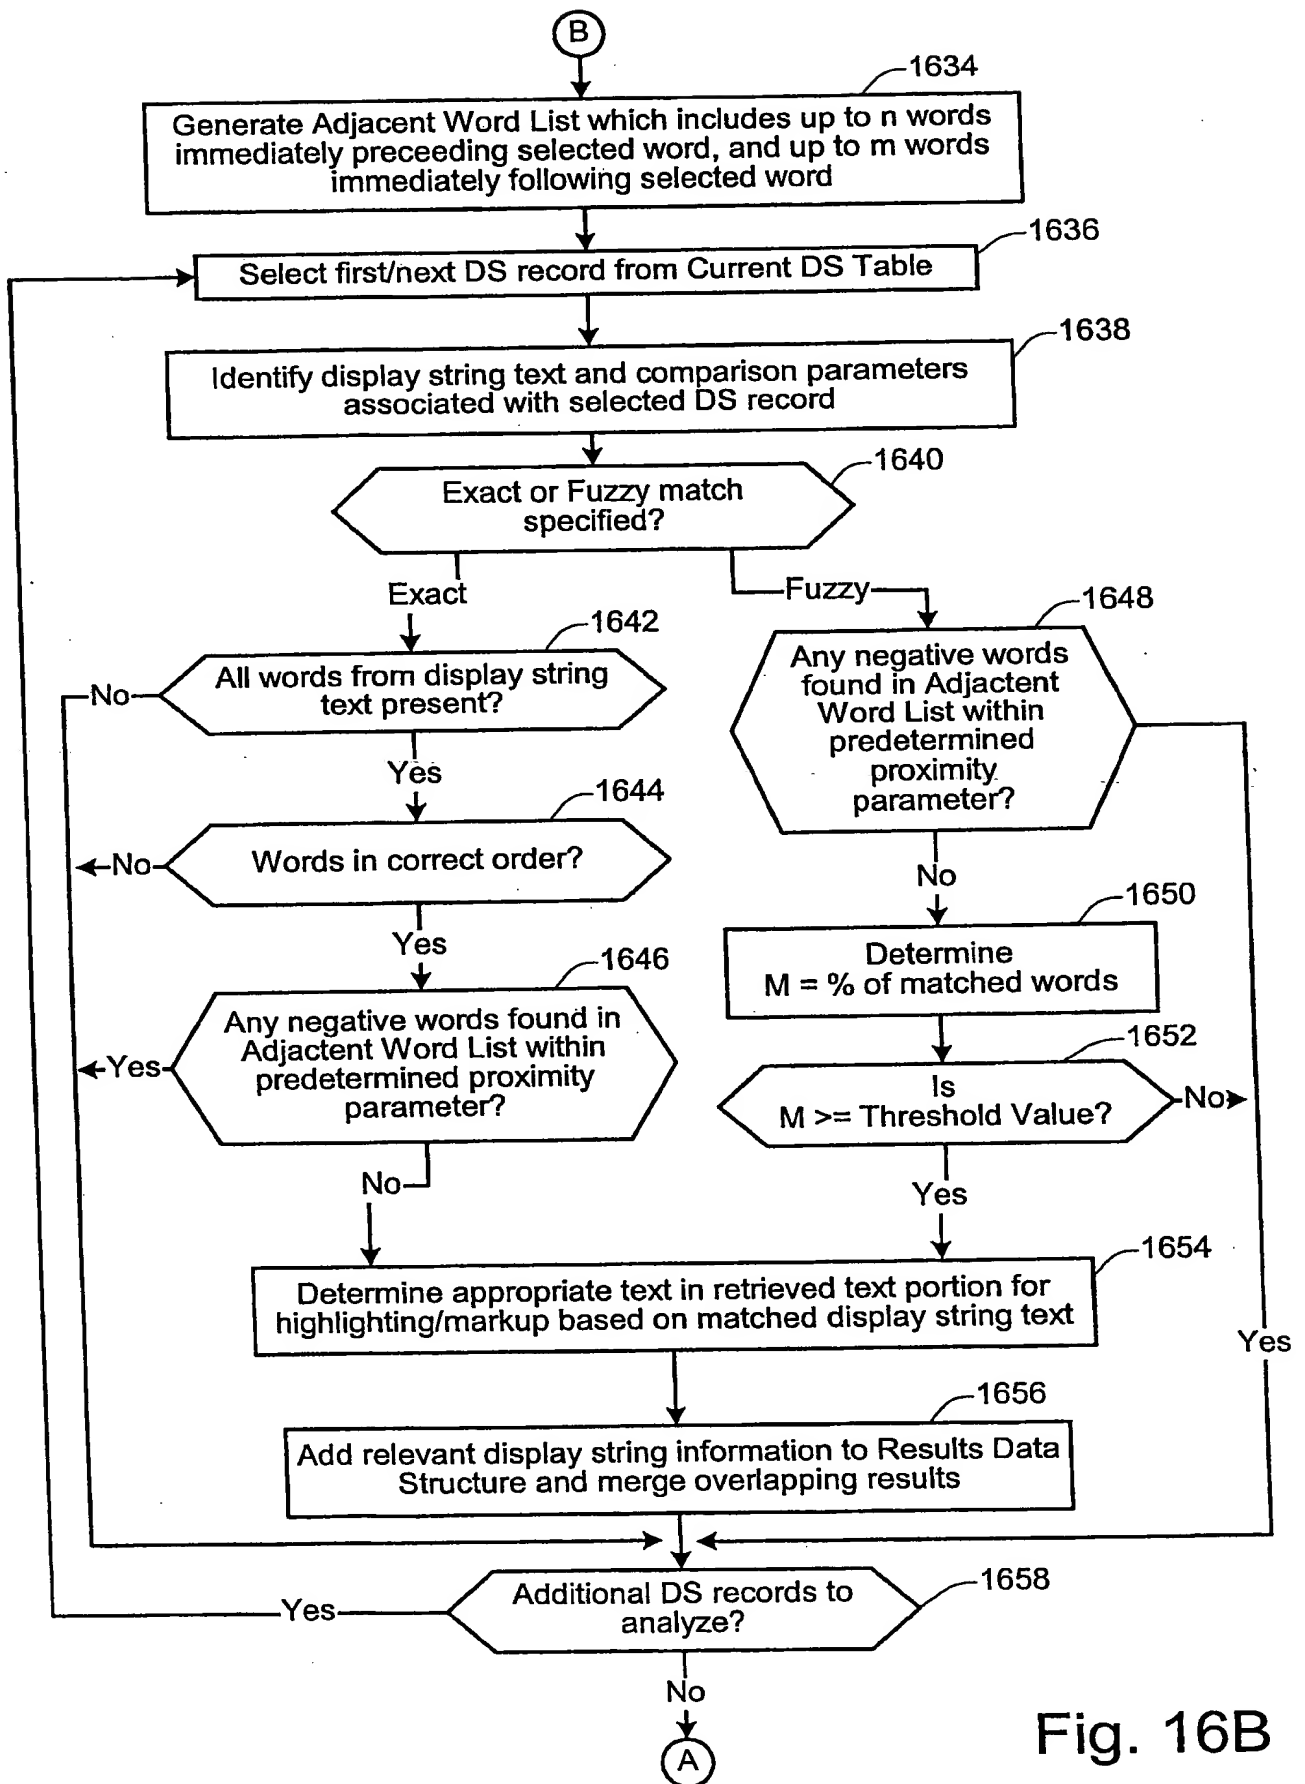 B
1634
Generate Adjacent Word List which includes up to n words
immediately preceeding selected word, and up to m words
immediately following selected word
1636
Select first/next DS record from Current DS Table
1638
Identify display string text and comparison parameters
associated with selected DS record
1640
Exact or Fuzzy match
specified?
Exact
Fuzzy
1642
All words from display string
text present?
No
Yes
1644
Words in correct order?
No
Yes
1646
Any negative words found in
Adjactent Word List within
predetermined proximity
parameter?
Yes
No
1648
Any negative words
found in Adjactent
Word List within
predetermined
proximity
parameter?
No
1650
Determine
M = % of matched words
1652
Is
M >= Threshold Value?
No
Yes
Yes
1654
Determine appropriate text in retrieved text portion for
highlighting/markup based on matched display string text
1656
Add relevant display string information to Results Data
Structure and merge overlapping results
1658
Additional DS records to
analyze?
Yes
No
A
Fig. 16B